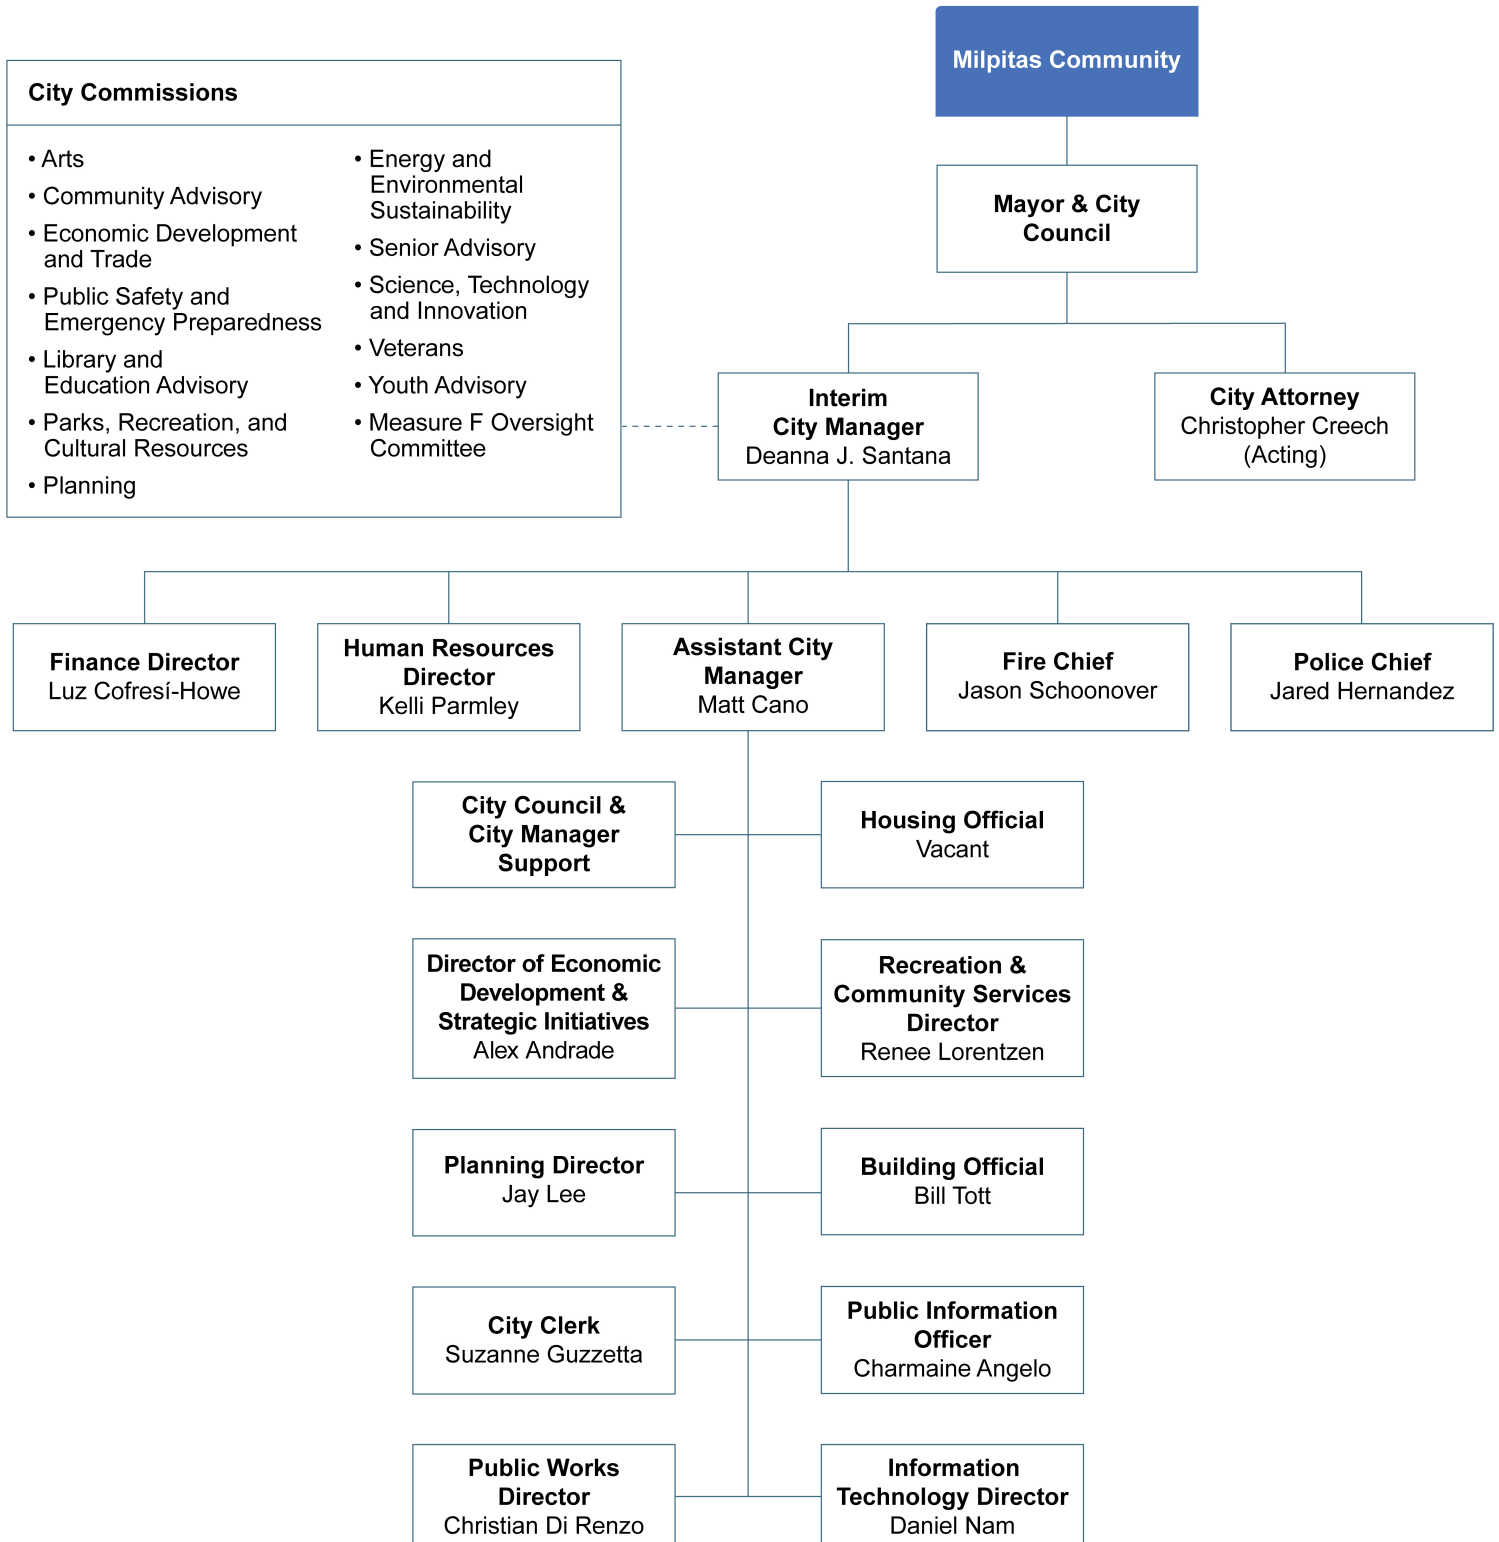 Milpitas Community
City Commissions
• Arts
• Community Advisory
• Economic Development
and Trade
• Public Safety and
Emergency Preparedness
• Library and
Education Advisory
• Parks, Recreation, and
Cultural Resources
• Planning
• Energy and
Environmental
Sustainability
• Senior Advisory
• Science, Technology
and Innovation
• Veterans
• Youth Advisory
• Measure F Oversight
Committee
Mayor & City
Council
Interim
City Manager
Deanna J. Santana
City Attorney
Christopher Creech
(Acting)
Finance Director
Luz Cofresí-Howe
Human Resources
Director
Kelli Parmley
Assistant City
Manager
Matt Cano
Fire Chief
Jason Schoonover
Police Chief
Jared Hernandez
City Council &
City Manager
Support
Housing Official
Vacant
Director of Economic
Development &
Strategic Initiatives
Alex Andrade
Recreation &
Community Services
Director
Renee Lorentzen
Planning Director
Jay Lee
Building Official
Bill Tott
City Clerk
Suzanne Guzzetta
Public Information
Officer
Charmaine Angelo
Public Works
Director
Christian Di Renzo
Information
Technology Director
Daniel Nam